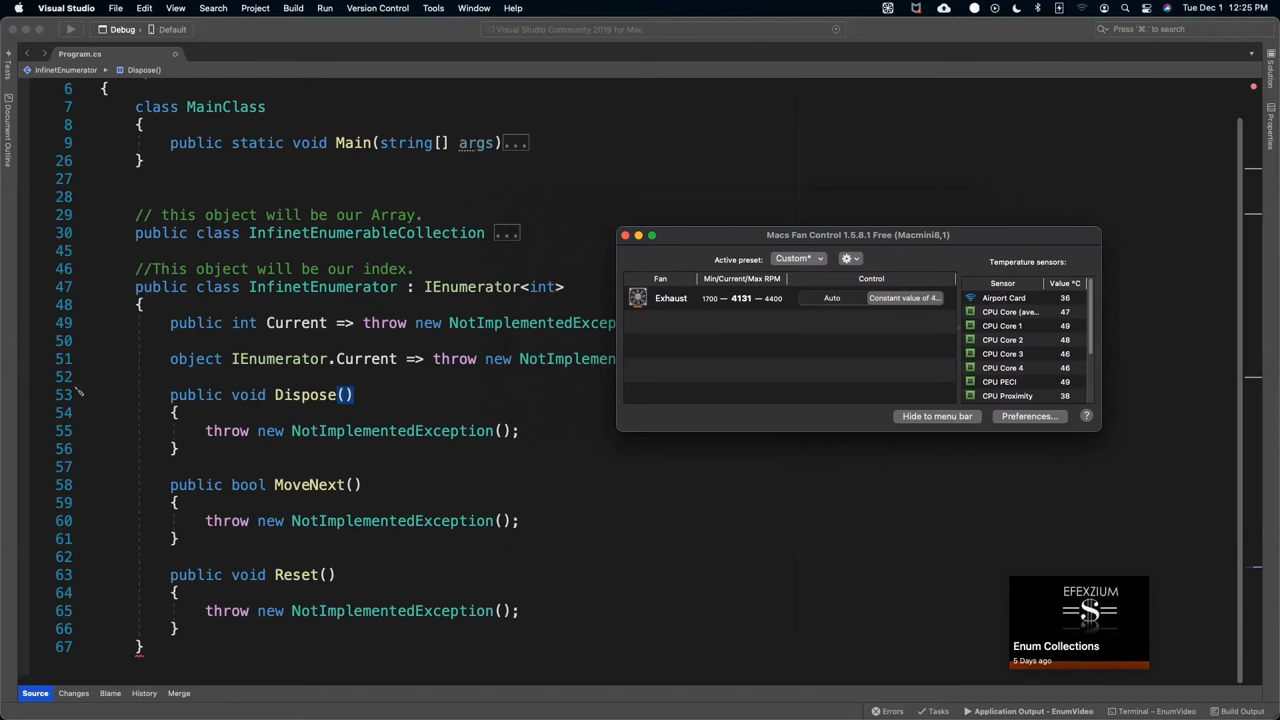 Visual Studio File Edit View Search Project Build Run Version Control Tools Window Help Tue Dec 1 12:25 PM
Debug Default Visual Studio Community 2019 for Mac Press '⌘.' to search
Program.cs
InfinetEnumerator Dispose()
Tests
Document Outline
Solution
Properties
6 {
7 class MainClass
8 {
9 public static void Main(string[] args)...
26 }
27
28
29 // this object will be our Array.
30 public class InfinetEnumerableCollection ...
45
46 //This object will be our index.
47 public class InfinetEnumerator : IEnumerator<int>
48 {
49 public int Current => throw new NotImplementedExcep
50
51 object IEnumerator.Current => throw new NotImplemen
52
53 public void Dispose()
54 {
55 throw new NotImplementedException();
56 }
57
58 public bool MoveNext()
59 {
60 throw new NotImplementedException();
61 }
62
63 public void Reset()
64 {
65 throw new NotImplementedException();
66 }
67 }
Macs Fan Control 1.5.8.1 Free (Macmini8,1)
Active preset: Custom*
Fan Min/Current/Max RPM Control
Exhaust 1700 — 4131 — 4400 Auto Constant value of 4...
Temperature sensors:
Sensor Value °C
Airport Card 36
CPU Core (ave... 47
CPU Core 1 49
CPU Core 2 48
CPU Core 3 46
CPU Core 4 46
CPU PECI 49
CPU Proximity 38
Hide to menu bar Preferences... ?
EFEXZIUM
Enum Collections
5 Days ago
Source Changes Blame History Merge
Errors Tasks Application Output - EnumVideo Terminal – EnumVideo Build Output